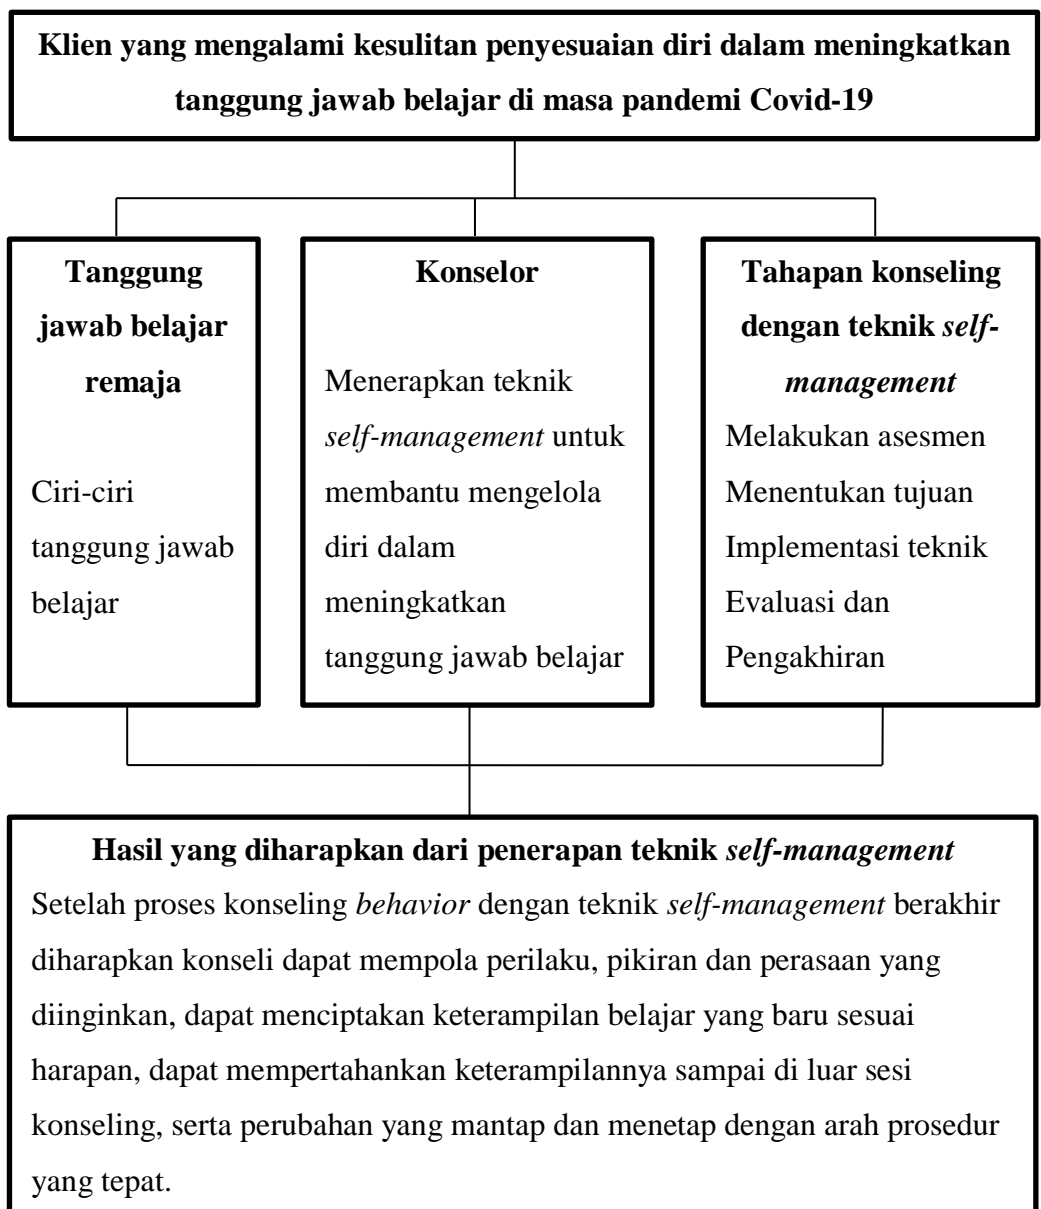 Klien yang mengalami kesulitan penyesuaian diri dalam meningkatkan
tanggung jawab belajar di masa pandemi Covid-19
Tanggung
jawab belajar
remaja
Ciri-ciri
tanggung jawab
belajar
Konselor
Menerapkan teknik
self-management untuk
membantu mengelola
diri dalam
meningkatkan
tanggung jawab belajar
Tahapan konseling
dengan teknik self-
management
Melakukan asesmen
Menentukan tujuan
Implementasi teknik
Evaluasi dan
Pengakhiran
Hasil yang diharapkan dari penerapan teknik self-management
Setelah proses konseling behavior dengan teknik self-management berakhir
diharapkan konseli dapat mempola perilaku, pikiran dan perasaan yang
diinginkan, dapat menciptakan keterampilan belajar yang baru sesuai
harapan, dapat mempertahankan keterampilannya sampai di luar sesi
konseling, serta perubahan yang mantap dan menetap dengan arah prosedur
yang tepat.